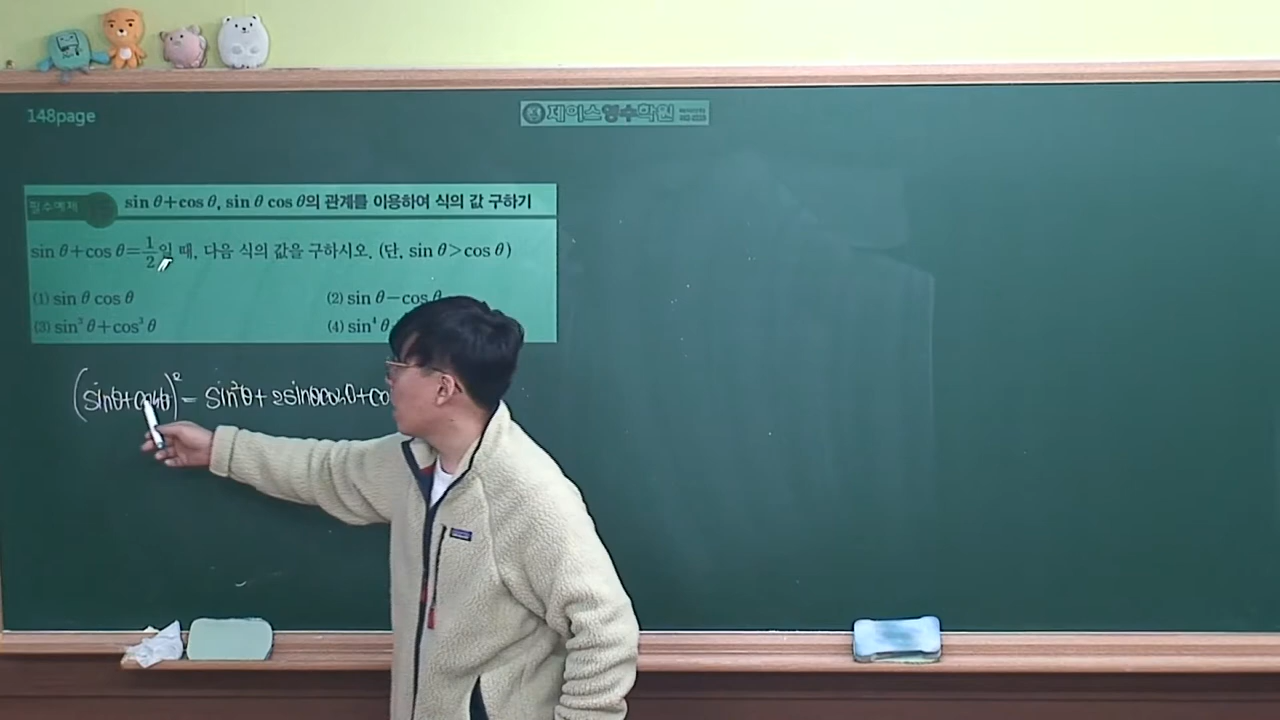 148page
제이스영수학원
필수예제
sin θ+cos θ, sin θ cos θ의 관계를 이용하여 식의 값 구하기
sin θ+cos θ=1/2일 때, 다음 식의 값을 구하시오. (단, sin θ>cos θ)
(1) sin θ cos θ
(2) sin θ−cos θ
(3) sin³ θ+cos³ θ
(4) sin⁴ θ
(sinθ+cosθ)² = sin²θ+2sinθcosθ+co